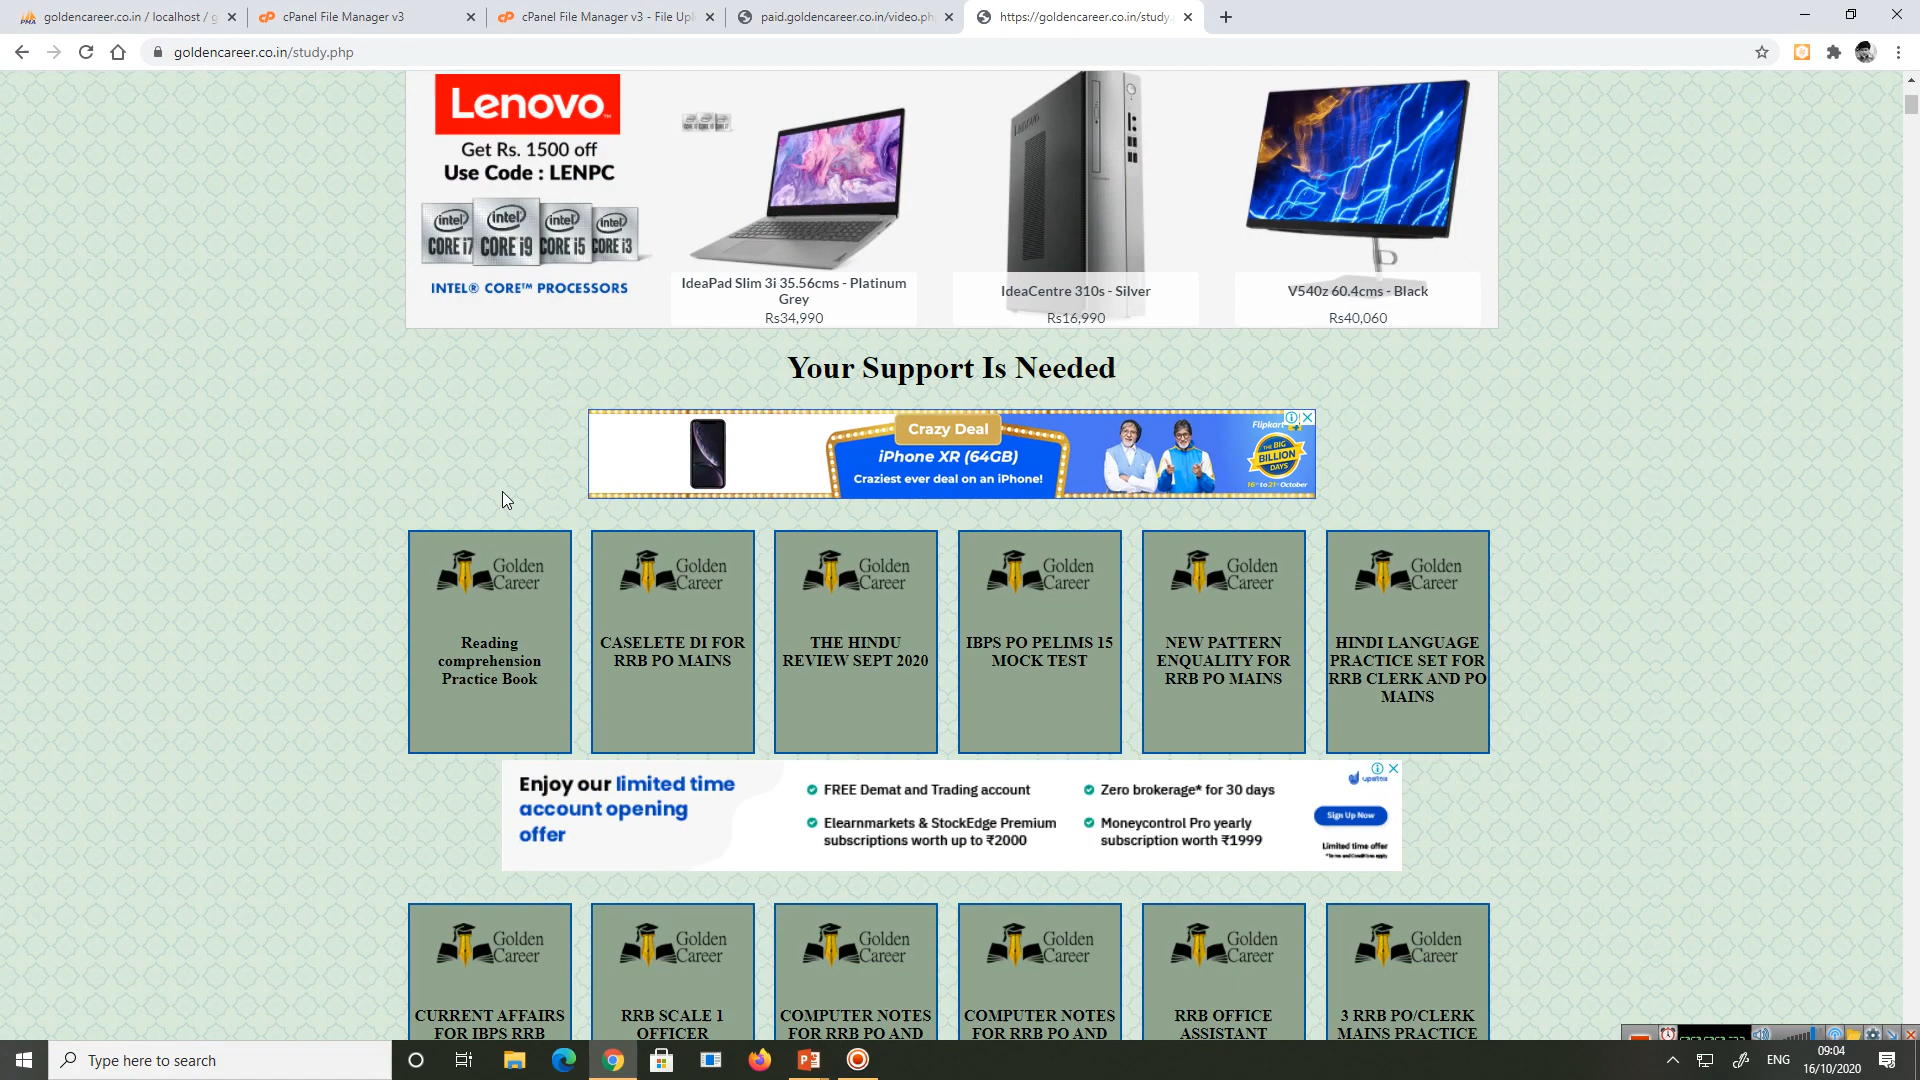 goldencareer.co.in / localhost / g
cPanel File Manager v3
cPanel File Manager v3 - File Upl
paid.goldencareer.co.in/video.ph
https://goldencareer.co.in/study.
goldencareer.co.in/study.php
Lenovo
Get Rs. 1500 off
Use Code : LENPC
intel CORE i7
intel CORE i9
intel CORE i5
intel CORE i3
INTEL® CORE™ PROCESSORS
IdeaPad Slim 3i 35.56cms - Platinum
Grey
Rs34,990
IdeaCentre 310s - Silver
Rs16,990
V540z 60.4cms - Black
Rs40,060
Your Support Is Needed
Crazy Deal
iPhone XR (64GB)
Craziest ever deal on an iPhone!
Flipkart
THE BIG
BILLION
DAYS
16th to 21st October
Golden
Career
Reading
comprehension
Practice Book
Golden
Career
CASELETE DI FOR
RRB PO MAINS
Golden
Career
THE HINDU
REVIEW SEPT 2020
Golden
Career
IBPS PO PELIMS 15
MOCK TEST
Golden
Career
NEW PATTERN
ENQUALITY FOR
RRB PO MAINS
Golden
Career
HINDI LANGUAGE
PRACTICE SET FOR
RRB CLERK AND PO
MAINS
Enjoy our limited time
account opening
offer
FREE Demat and Trading account
Elearnmarkets & StockEdge Premium
subscriptions worth up to ₹2000
Zero brokerage* for 30 days
Moneycontrol Pro yearly
subscription worth ₹1999
upstox
Sign Up Now
Limited time offer
*Terms and Conditions apply
Golden
Career
CURRENT AFFAIRS
FOR IBPS RRB
Golden
Career
RRB SCALE 1
OFFICER
Golden
Career
COMPUTER NOTES
FOR RRB PO AND
Golden
Career
COMPUTER NOTES
FOR RRB PO AND
Golden
Career
RRB OFFICE
ASSISTANT
Golden
Career
3 RRB PO/CLERK
MAINS PRACTICE
Type here to search
ENG
09:04
16/10/2020